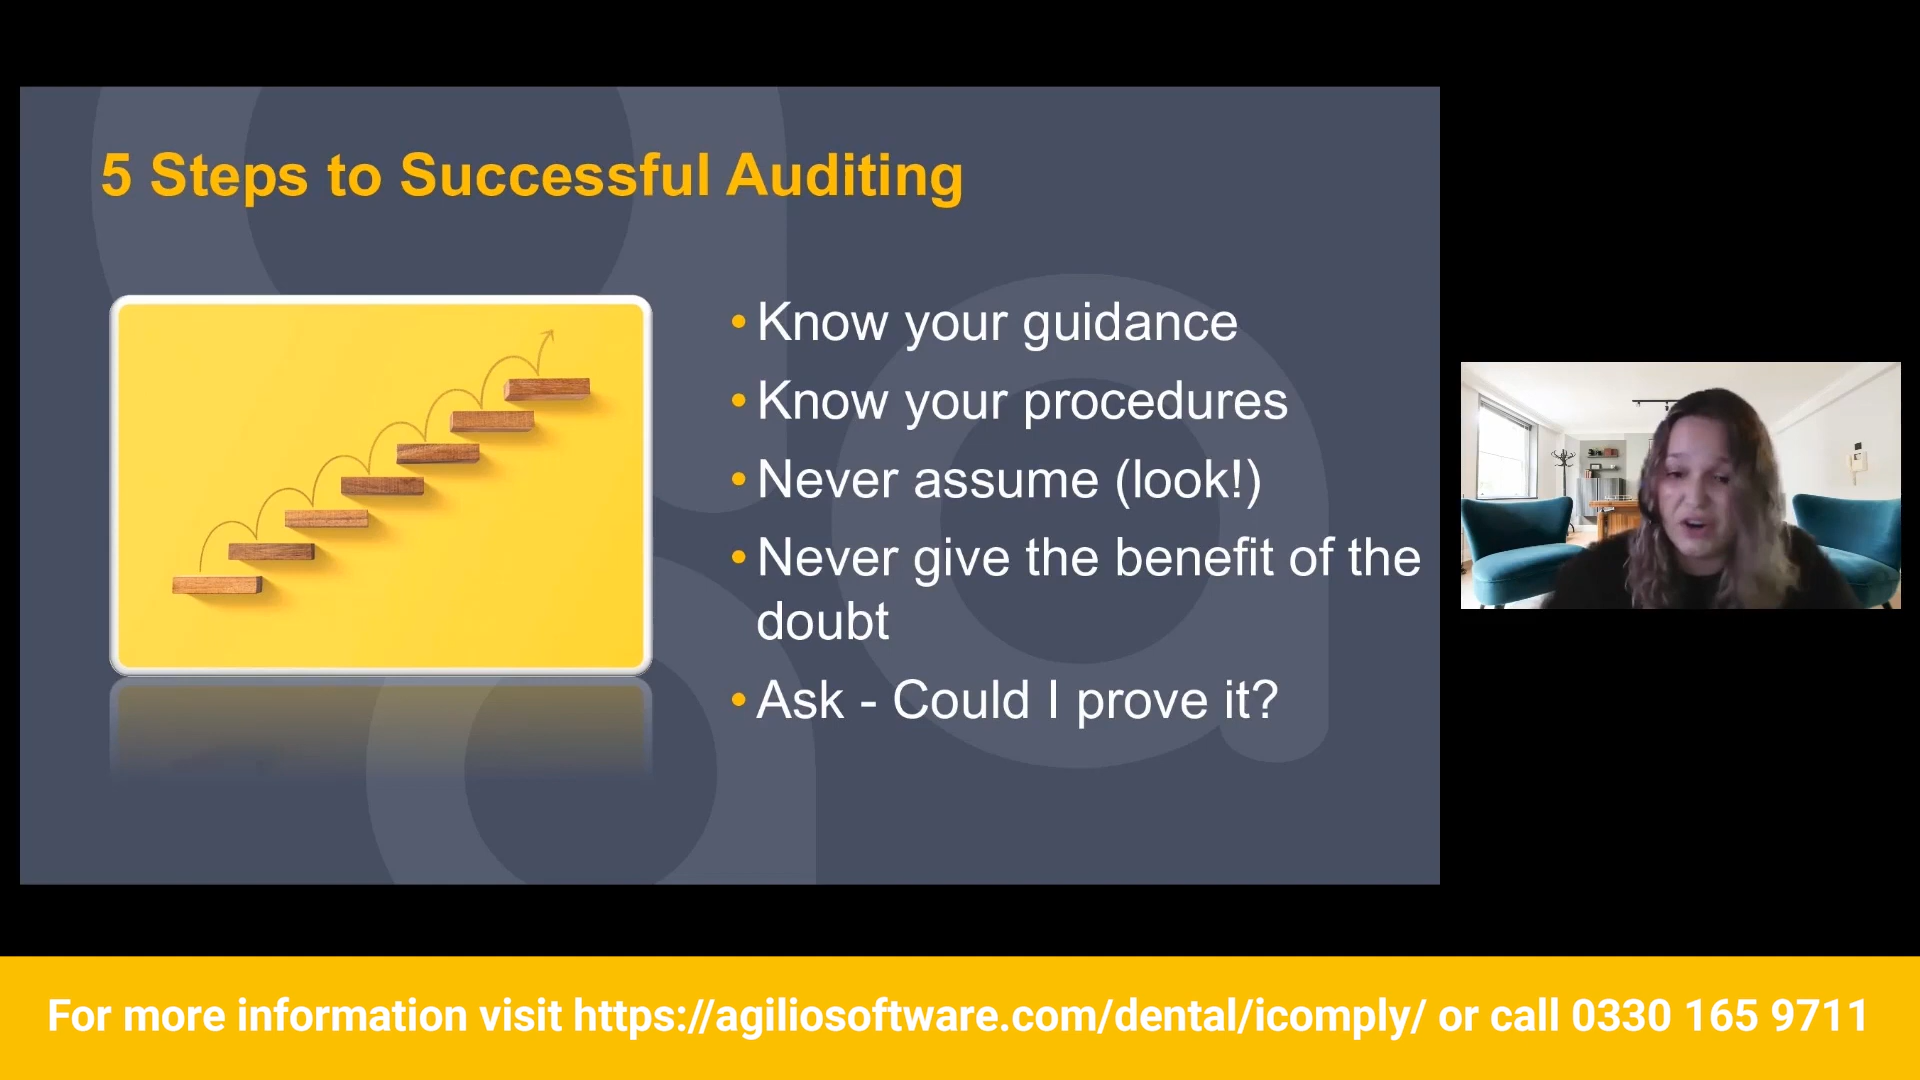 5 Steps to Successful Auditing
• Know your guidance
• Know your procedures
• Never assume (look!)
• Never give the benefit of the
doubt
• Ask - Could I prove it?
For more information visit https://agiliosoftware.com/dental/icomply/ or call 0330 165 9711